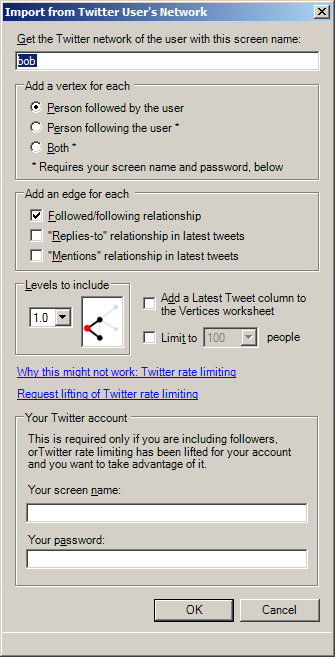 Import from Twitter User's Network
Get the Twitter network of the user with this screen name:
bob
Add a vertex for each
Person followed by the user
Person following the user *
Both *
* Requires your screen name and password, below
Add an edge for each
Followed/following relationship
"Replies-to" relationship in latest tweets
"Mentions" relationship in latest tweets
Levels to include
1.0
Add a Latest Tweet column to
the Vertices worksheet
Limit to 100 people
Why this might not work: Twitter rate limiting
Request lifting of Twitter rate limiting
Your Twitter account
This is required only if you are including followers,
orTwitter rate limiting has been lifted for your account
and you want to take advantage of it.
Your screen name:
Your password:
OK Cancel